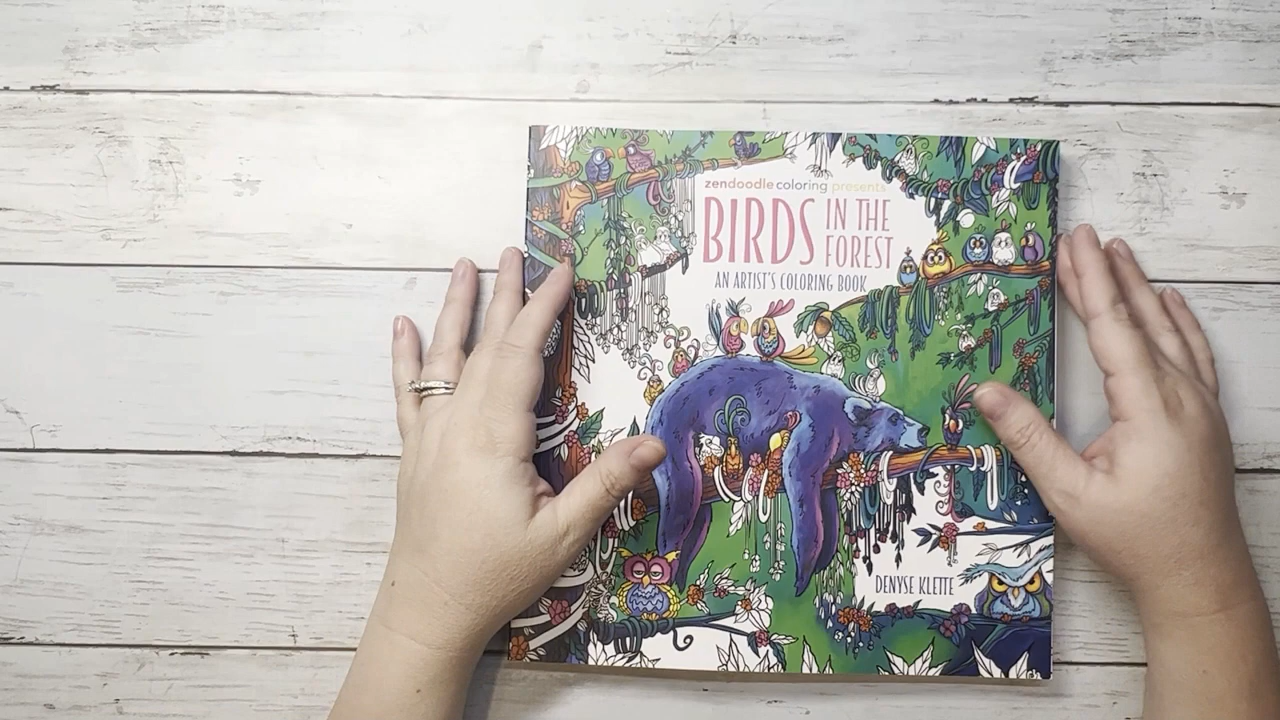 zendoodle coloring presents
BIRDS IN THE FOREST
AN ARTIST'S COLORING BOOK
DENYSE KLETTE